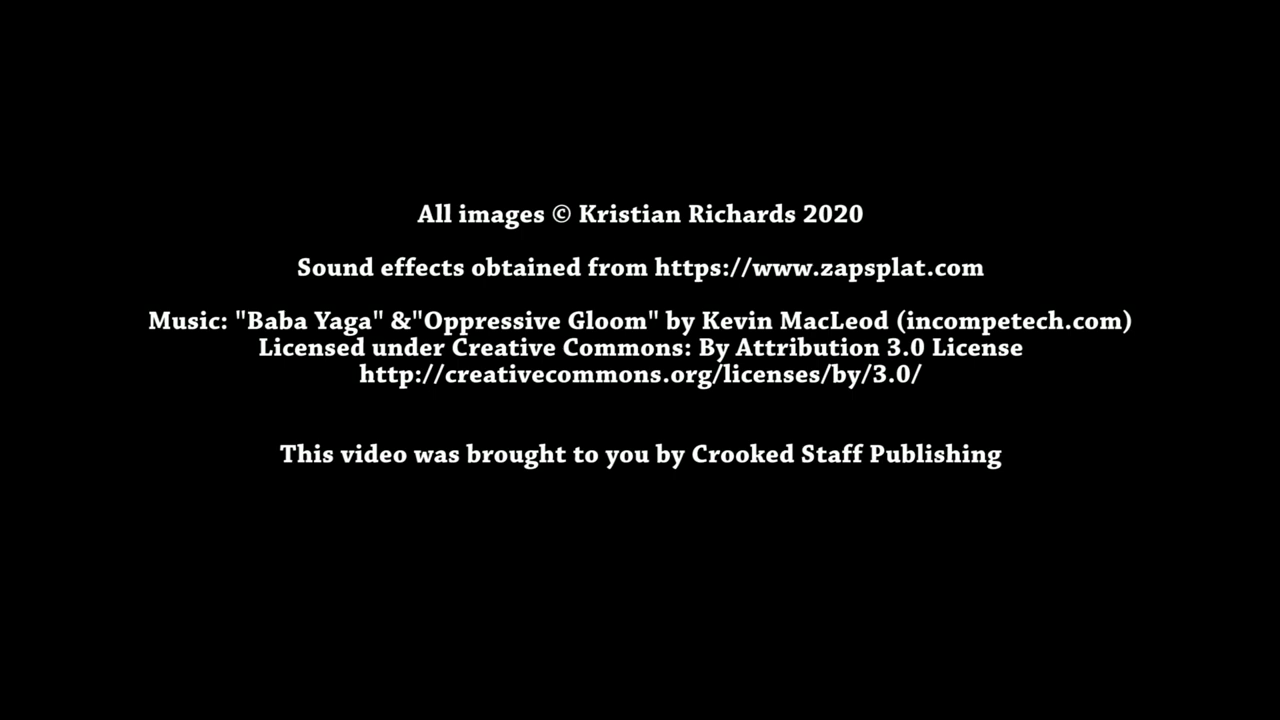 All images © Kristian Richards 2020
Sound effects obtained from https://www.zapsplat.com
Music: "Baba Yaga" &"Oppressive Gloom" by Kevin MacLeod (incompetech.com)
Licensed under Creative Commons: By Attribution 3.0 License
http://creativecommons.org/licenses/by/3.0/
This video was brought to you by Crooked Staff Publishing